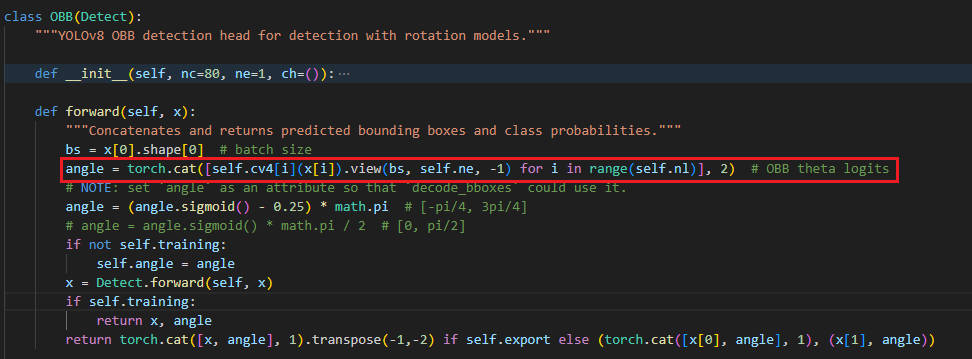 class OBB(Detect):
"""YOLOv8 OBB detection head for detection with rotation models."""
def __init__(self, nc=80, ne=1, ch=()):···
def forward(self, x):
"""Concatenates and returns predicted bounding boxes and class probabilities."""
bs = x[0].shape[0]  # batch size
angle = torch.cat([self.cv4[i](x[i]).view(bs, self.ne, -1) for i in range(self.nl)], 2)  # OBB theta logits
# NOTE: set `angle` as an attribute so that `decode_bboxes` could use it.
angle = (angle.sigmoid() - 0.25) * math.pi  # [-pi/4, 3pi/4]
# angle = angle.sigmoid() * math.pi / 2  # [0, pi/2]
if not self.training:
self.angle = angle
x = Detect.forward(self, x)
if self.training:
return x, angle
return torch.cat([x, angle], 1).transpose(-1,-2) if self.export else (torch.cat([x[0], angle], 1), (x[1], angle))